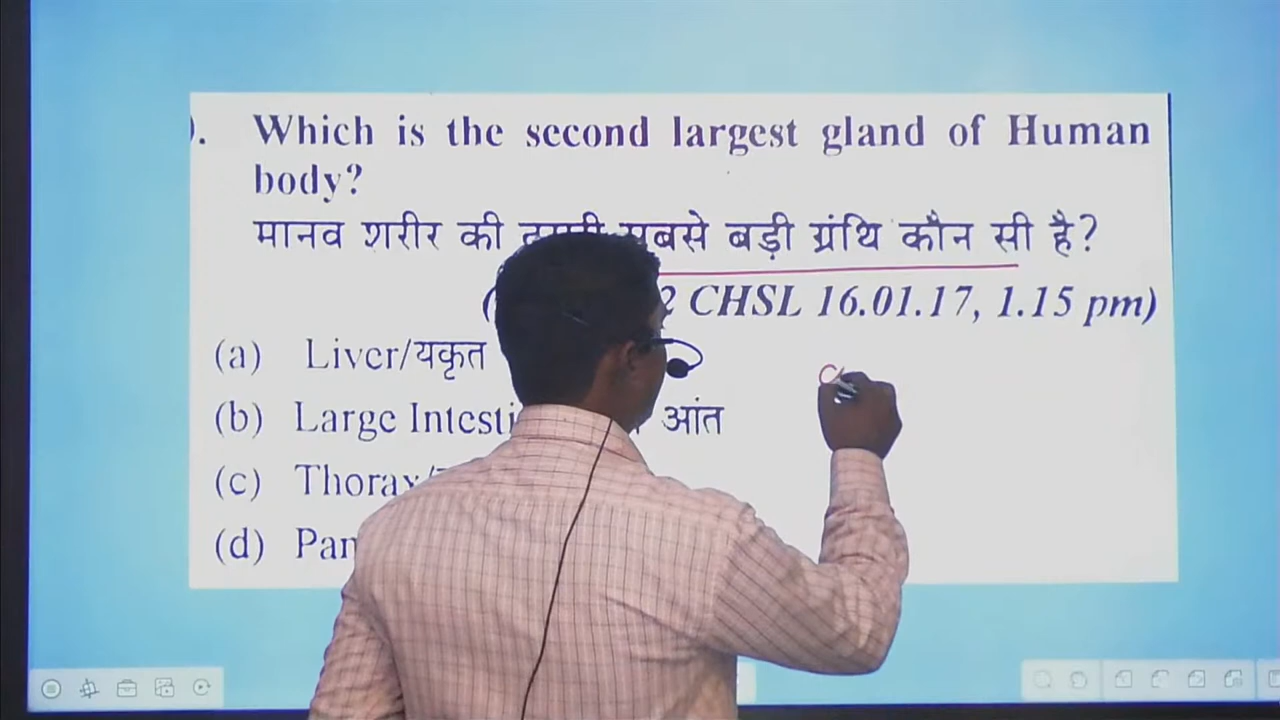 . Which is the second largest gland of Human
body?
मानव शरीर की सबसे बड़ी ग्रंथि कौन सी है?
2 CHSL 16.01.17, 1.15 pm)
(a) Liver/यकृत
(b) Large Intesti आंत
(c) Thorax/
(d) Pan